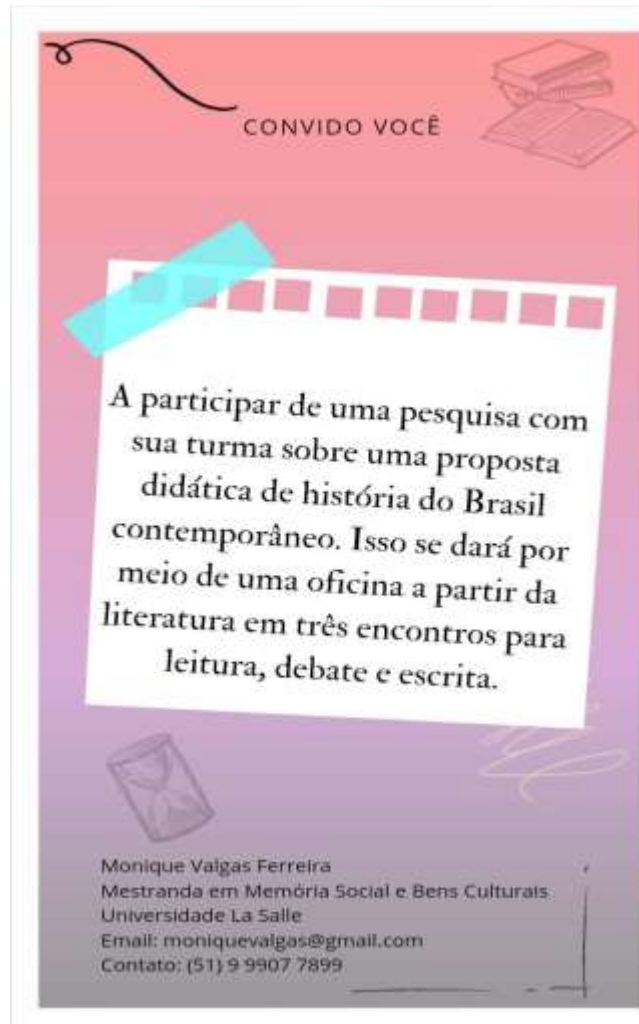 CONVIDO VOCÊ
A participar de uma pesquisa com
sua turma sobre uma proposta
didática de história do Brasil
contemporâneo. Isso se dará por
meio de uma oficina a partir da
literatura em três encontros para
leitura, debate e escrita.
Monique Valgas Ferreira
Mestranda em Memória Social e Bens Culturais
Universidade La Salle
Email: moniquevalgas@gmail.com
Contato: (51) 9 9907 7899